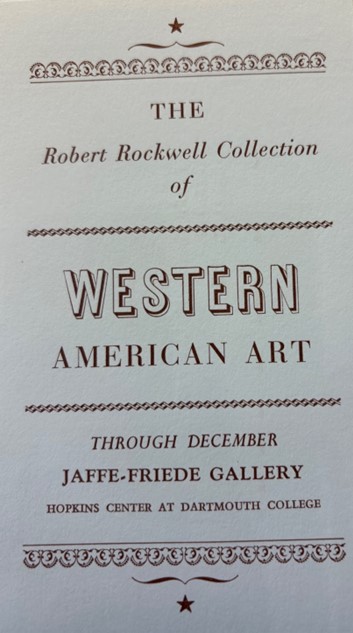 THE
Robert Rockwell Collection
of
WESTERN
AMERICAN ART
THROUGH DECEMBER
JAFFE-FRIEDE GALLERY
HOPKINS CENTER AT DARTMOUTH COLLEGE